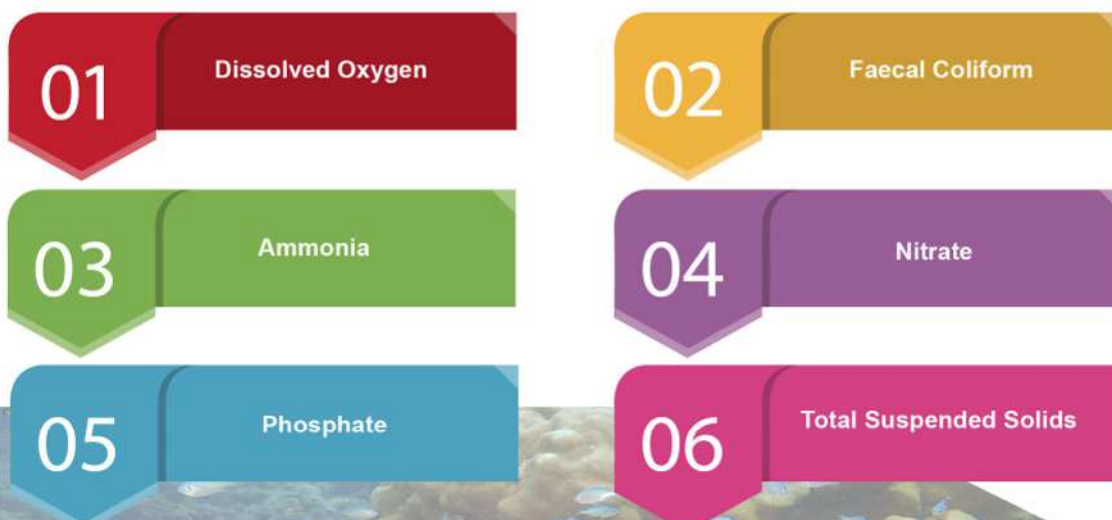 01
Dissolved Oxygen
02
Faecal Coliform
03
Ammonia
04
Nitrate
05
Phosphate
06
Total Suspended Solids